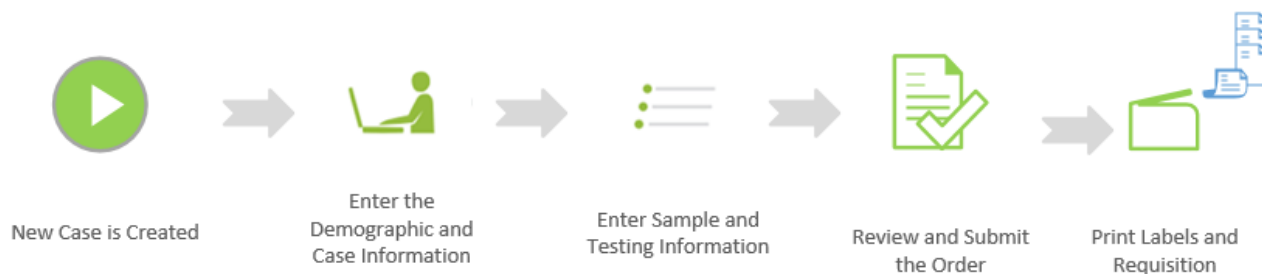 New Case is Created
Enter the
Demographic and
Case Information
Enter Sample and
Testing Information
Review and Submit
the Order
Print Labels and
Requisition